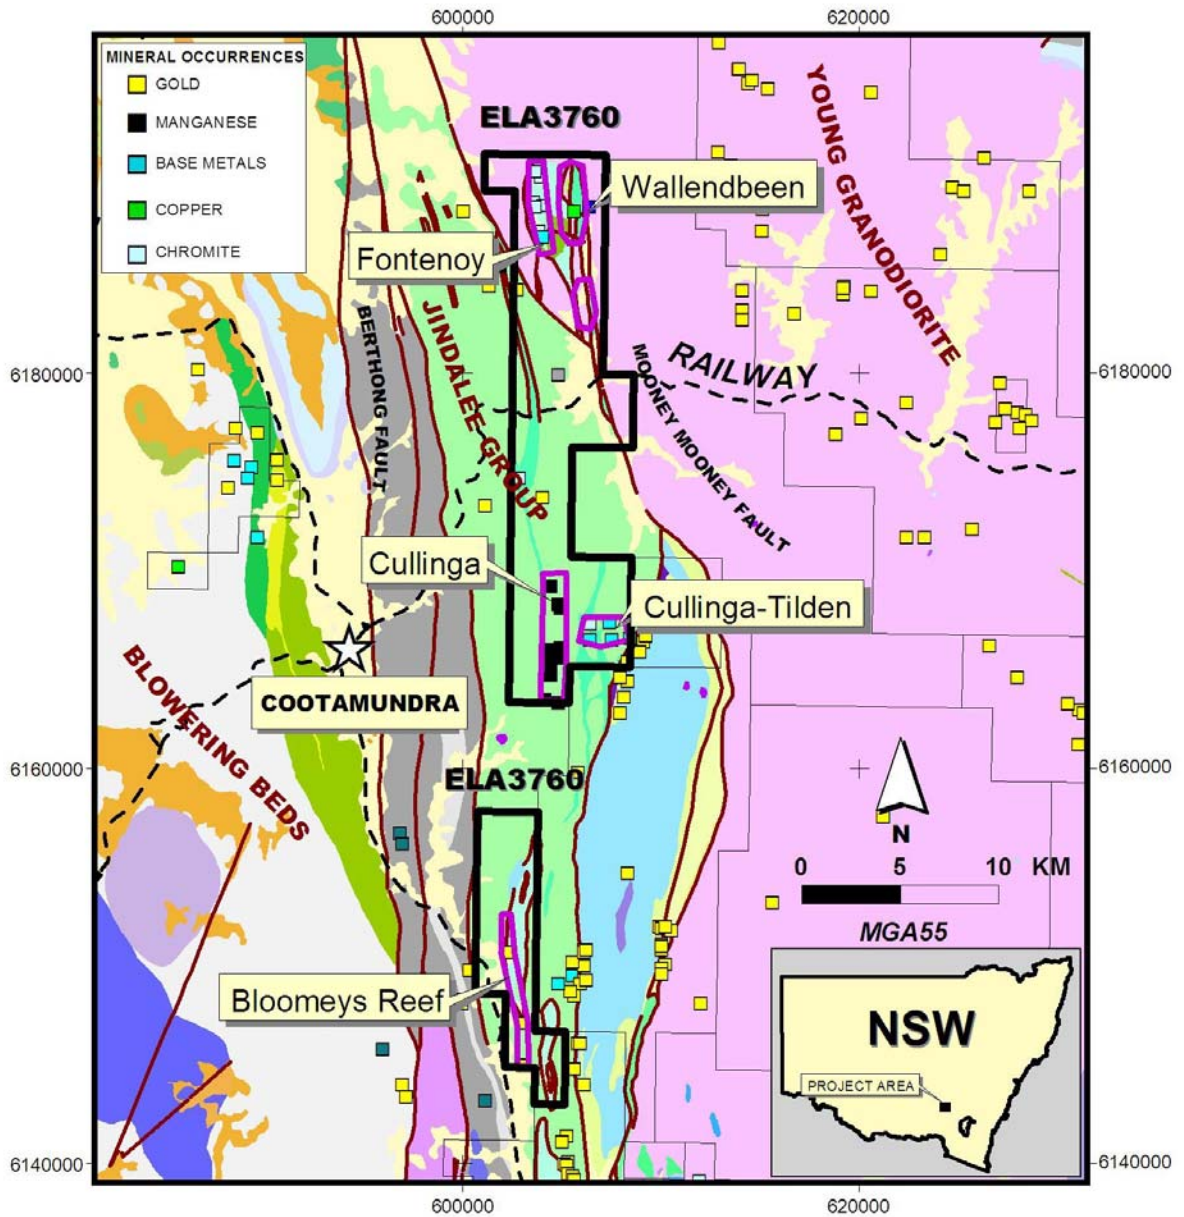 600000
620000
MINERAL OCCURRENCES
GOLD
MANGANESE
BASE METALS
COPPER
CHROMITE
ELA3760
YOUNG GRANODIORITE
Wallendbeen
Fontenoy
BERTHONG FAULT
JINDALEE GROUP
RAILWAY
MOONEY MOONEY FAULT
6180000
6180000
Cullinga
Cullinga-Tilden
COOTAMUNDRA
BLOWERING BEDS
6160000
6160000
ELA3760
N
0 5 10 KM
MGA55
Bloomeys Reef
NSW
PROJECT AREA
6140000
6140000
600000
620000